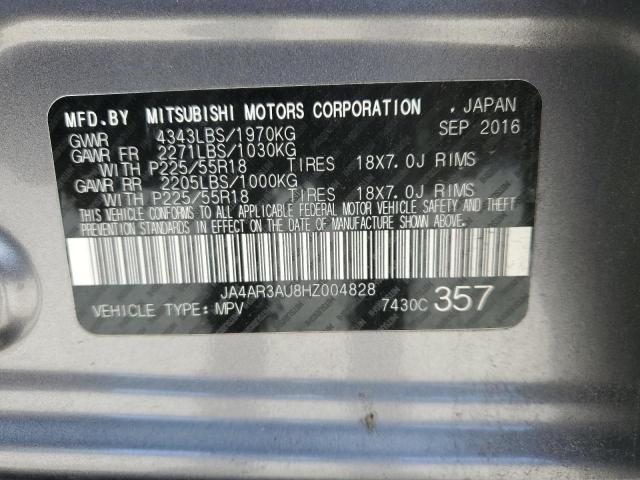 MFD.BY MITSUBISHI MOTORS CORPORATION , JAPAN
GVWR 4343LBS/1970KG SEP 2016
GAWR FR 2271LBS/1030KG
WITH P225/55R18 TIRES 18X7.0J RIMS
GAWR RR 2205LBS/1000KG
WITH P225/55R18 TIRES 18X7.0J RIMS
THIS VEHICLE CONFORMS TO ALL APPLICABLE FEDERAL MOTOR VEHICLE SAFETY AND THEFT
PREVENTION STANDARDS IN EFFECT ON THE DATE OF MANUFACTURE SHOWN ABOVE.
JA4AR3AU8HZ004828
VEHICLE TYPE:MPV 7430C 357